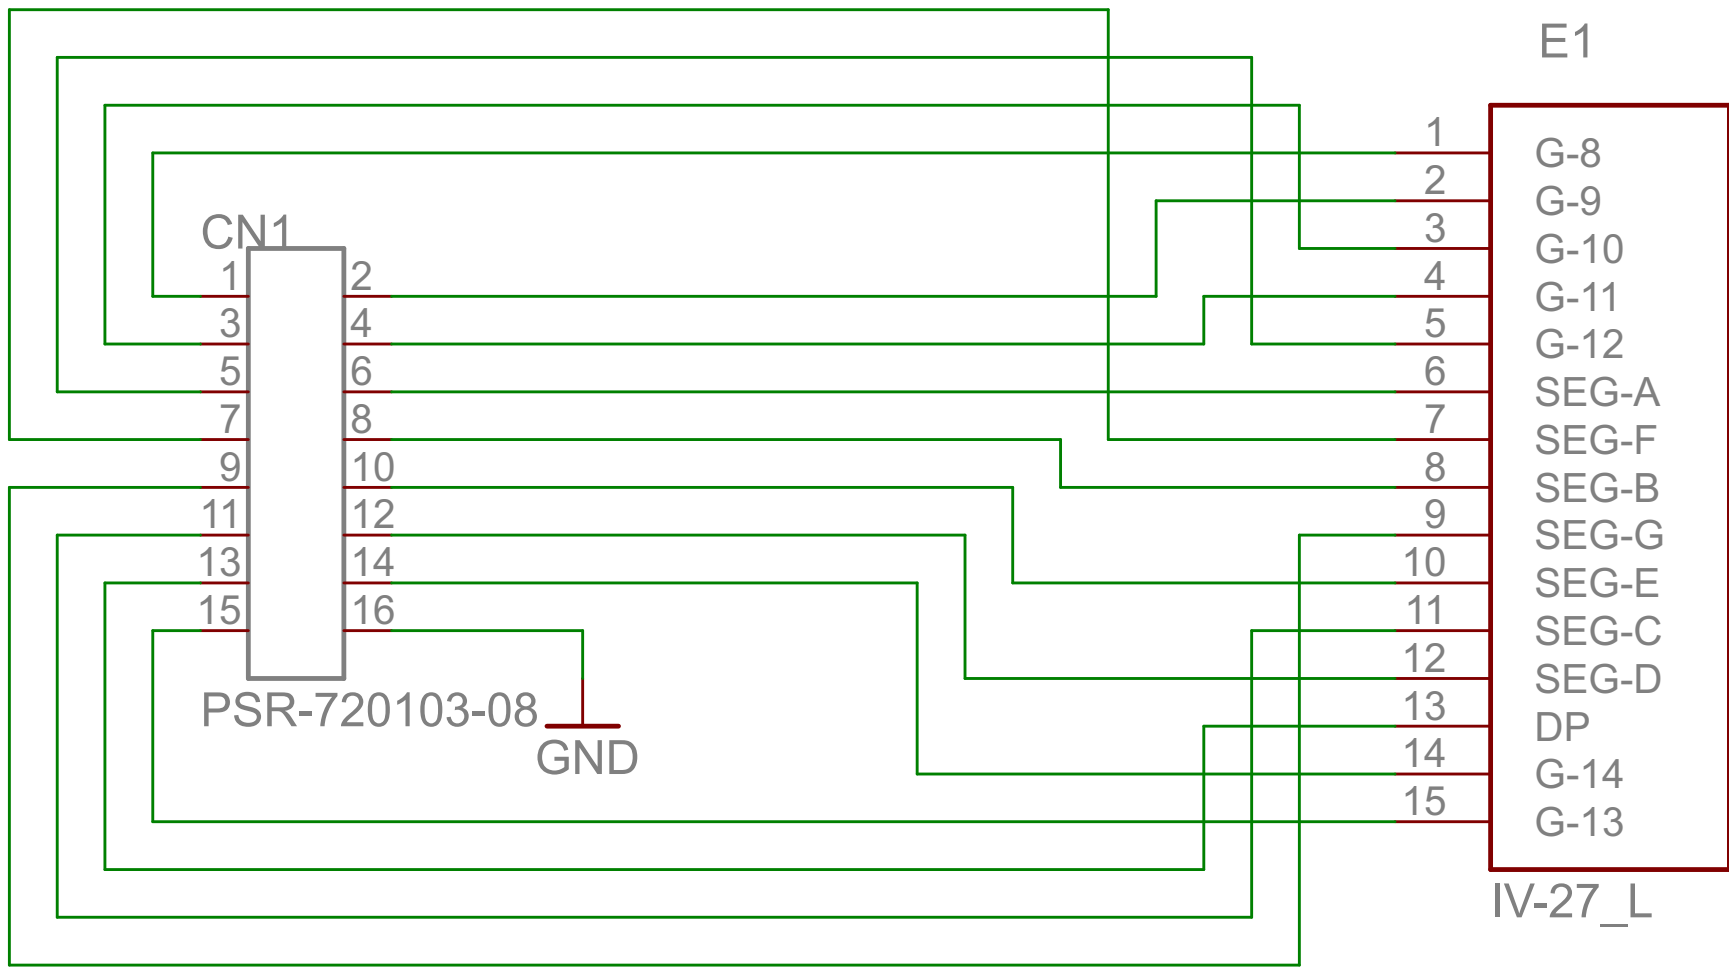 E1
1 G-8
2 G-9
3 G-10
4 G-11
5 G-12
6 SEG-A
7 SEG-F
8 SEG-B
9 SEG-G
10 SEG-E
11 SEG-C
12 SEG-D
13 DP
14 G-14
15 G-13
IV-27_L
CN1
1 2
3 4
5 6
7 8
9 10
11 12
13 14
15 16
PSR-720103-08
GND